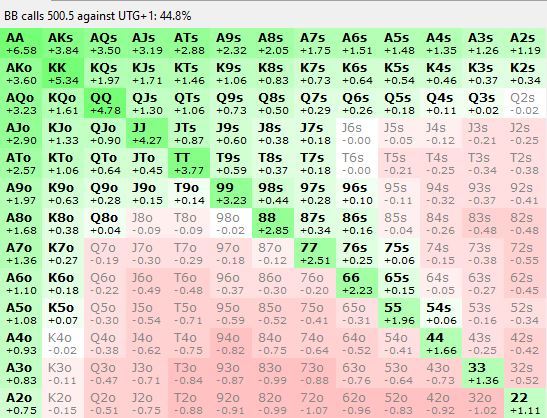 BB calls 500.5 against UTG+1: 44.8%
AA AKs AQs AJs ATs A9s A8s A7s A6s A5s A4s A3s A2s
+6.58 +3.84 +3.50 +3.19 +2.88 +2.32 +2.05 +1.75 +1.51 +1.48 +1.35 +1.26 +1.19
AKo KK KQs KJs KTs K9s K8s K7s K6s K5s K4s K3s K2s
+3.60 +5.34 +1.97 +1.71 +1.46 +1.06 +0.83 +0.73 +0.64 +0.54 +0.46 +0.37 +0.34
AQo KQo QQ QJs QTs Q9s Q8s Q7s Q6s Q5s Q4s Q3s Q2s
+3.23 +1.61 +4.78 +1.30 +1.06 +0.73 +0.50 +0.29 +0.26 +0.18 +0.11 +0.02 -0.02
AJo KJo QJo JJ JTs J9s J8s J7s J6s J5s J4s J3s J2s
+2.90 +1.33 +0.90 +4.27 +0.87 +0.60 +0.38 +0.18 -0.00 -0.05 -0.12 -0.21 -0.25
ATo KTo QTo JTo TT T9s T8s T7s T6s T5s T4s T3s T2s
+2.57 +1.06 +0.64 +0.45 +3.77 +0.59 +0.37 +0.18 -0.00 -0.21 -0.25 -0.34 -0.38
A9o K9o Q9o J9o T9o 99 98s 97s 96s 95s 94s 93s 92s
+1.97 +0.63 +0.28 +0.15 +0.14 +3.23 +0.44 +0.28 +0.10 -0.11 -0.32 -0.37 -0.41
A8o K8o Q8o J8o T8o 98o 88 87s 86s 85s 84s 83s 82s
+1.68 +0.38 +0.04 -0.09 -0.09 -0.02 +2.85 +0.34 +0.16 -0.04 -0.26 -0.48 -0.48
A7o K7o Q7o J7o T7o 97o 87o 77 76s 75s 74s 73s 72s
+1.36 +0.27 -0.19 -0.30 -0.29 -0.18 -0.12 +2.51 +0.25 +0.06 -0.15 -0.38 -0.57
A6o K6o Q6o J6o T6o 96o 86o 76o 66 65s 64s 63s 62s
+1.10 +0.18 -0.22 -0.49 -0.48 -0.37 -0.30 -0.20 +2.23 +0.15 -0.05 -0.27 -0.45
A5o K5o Q5o J5o T5o 95o 85o 75o 65o 55 54s 53s 52s
+1.08 +0.07 -0.30 -0.54 -0.71 -0.59 -0.52 -0.41 -0.31 +1.96 +0.06 -0.16 -0.34
A4o K4o Q4o J4o T4o 94o 84o 74o 64o 54o 44 43s 42s
+0.93 -0.02 -0.38 -0.62 -0.75 -0.82 -0.75 -0.64 -0.52 -0.41 +1.66 -0.25 -0.42
A3o K3o Q3o J3o T3o 93o 83o 73o 63o 53o 43o 33 32s
+0.83 -0.11 -0.47 -0.71 -0.84 -0.87 -0.99 -0.88 -0.76 -0.64 -0.73 +1.36 -0.52
A2o K2o Q2o J2o T2o 92o 82o 72o 62o 52o 42o 32o 22
+0.75 -0.15 -0.51 -0.76 -0.88 -0.92 -0.99 -1.07 -0.96 -0.83 -0.92 -1.02 +1.11